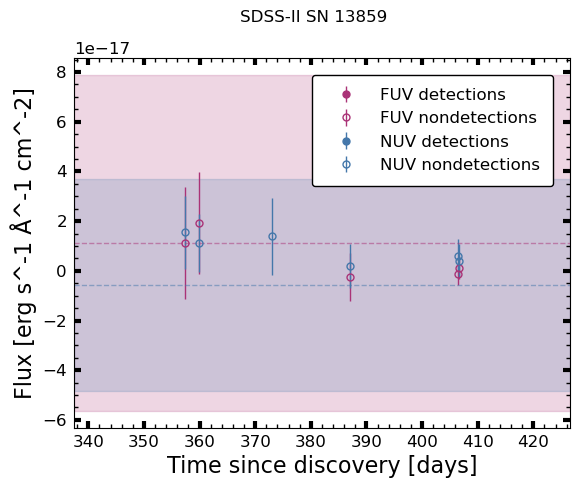 SDSS-II SN 13859
1e−17
FUV detections
FUV nondetections
NUV detections
NUV nondetections
8
6
4
2
0
−2
−4
−6
Flux [erg s^-1 Å^-1 cm^-2]
340 350 360 370 380 390 400 410 420
Time since discovery [days]